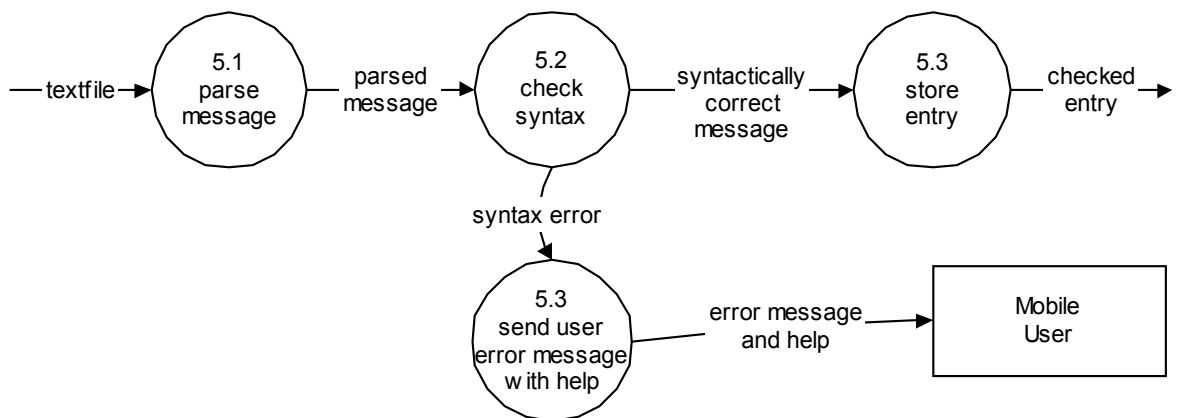 textfile
5.1
parse
message
parsed
message
5.2
check
syntax
syntactically
correct
message
5.3
store
entry
checked
entry
syntax error
5.3
send user
error message
with help
error message
and help
Mobile
User